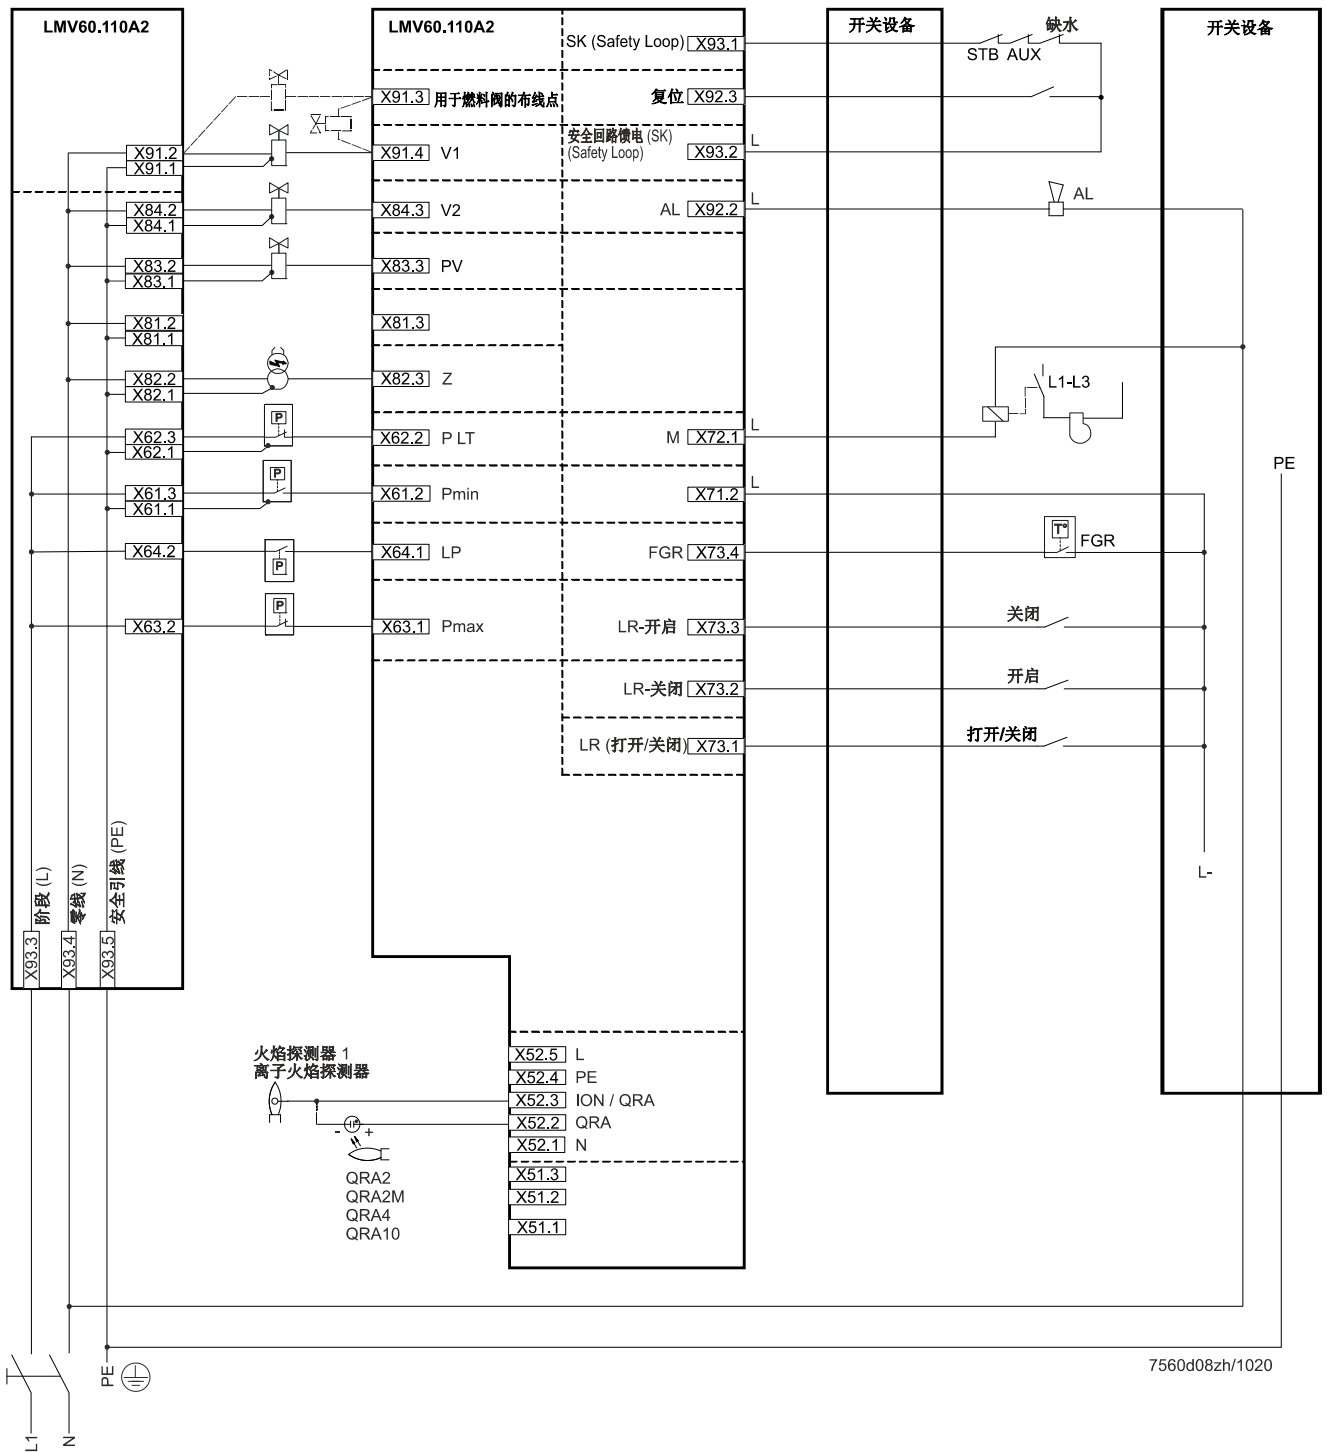 LMV60.110A2
LMV60.110A2
开关设备
开关设备
SK (Safety Loop) X93.1
缺水
STB AUX
X91.3 用于燃料阀的布线点
复位 X92.3
安全回路馈电 (SK)
(Safety Loop)
X93.2
L
X91.2
X91.1
X91.4 V1
X84.2
X84.1
X84.3 V2
AL X92.2
L
AL
X83.2
X83.1
X83.3 PV
X81.2
X81.1
X81.3
X82.2
X82.1
X82.3 Z
L1-L3
P
X62.3
X62.1
X62.2 P LT
M X72.1
L
PE
P
X61.3
X61.1
X61.2 Pmin
X71.2
L
X64.2
P
X64.1 LP
FGR X73.4
T°
FGR
X63.2
P
X63.1 Pmax
LR-开启 X73.3
关闭
LR-关闭 X73.2
开启
LR (打开/关闭) X73.1
打开/关闭
L-
阶段 (L)
零线 (N)
安全引线 (PE)
X93.3
X93.4
X93.5
火焰探测器 1
离子火焰探测器
- +
QRA2
QRA2M
QRA4
QRA10
X52.5 L
X52.4 PE
X52.3 ION / QRA
X52.2 QRA
X52.1 N
X51.3
X51.2
X51.1
PE
L1
N
7560d08zh/1020